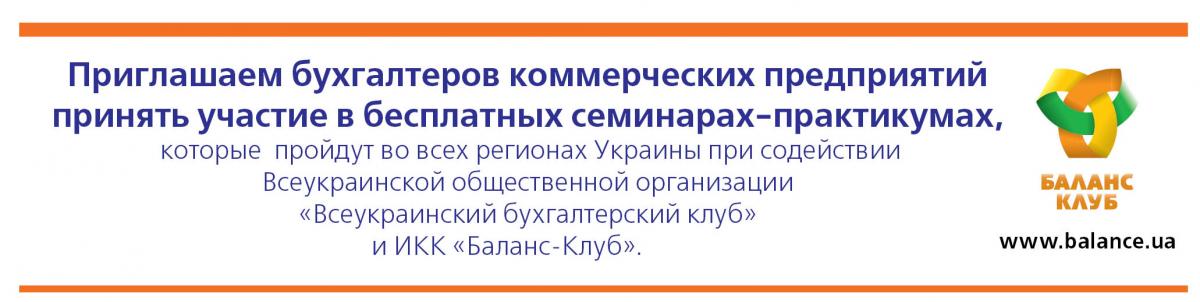 Приглашаем бухгалтеров коммерческих предприятий
принять участие в бесплатных семинарах-практикумах,
которые пройдут во всех регионах Украины при содействии
Всеукраинской общественной организации
«Всеукраинский бухгалтерский клуб»
и ИКК «Баланс-Клуб».
БАЛАНС
КЛУБ
www.balance.ua